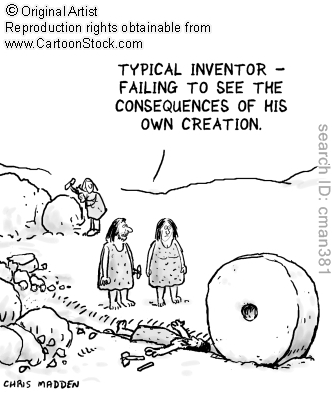 © Original Artist
Reproduction rights obtainable from
www.CartoonStock.com
TYPICAL INVENTOR –
FAILING TO SEE THE
CONSEQUENCES OF HIS
OWN CREATION.
search ID: cman381
CHRIS MADDEN